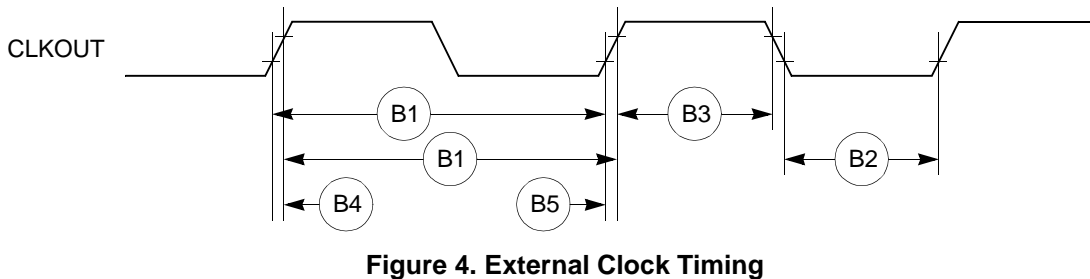 CLKOUT
B1
B3
B1
B2
B4
B5
Figure 4. External Clock Timing